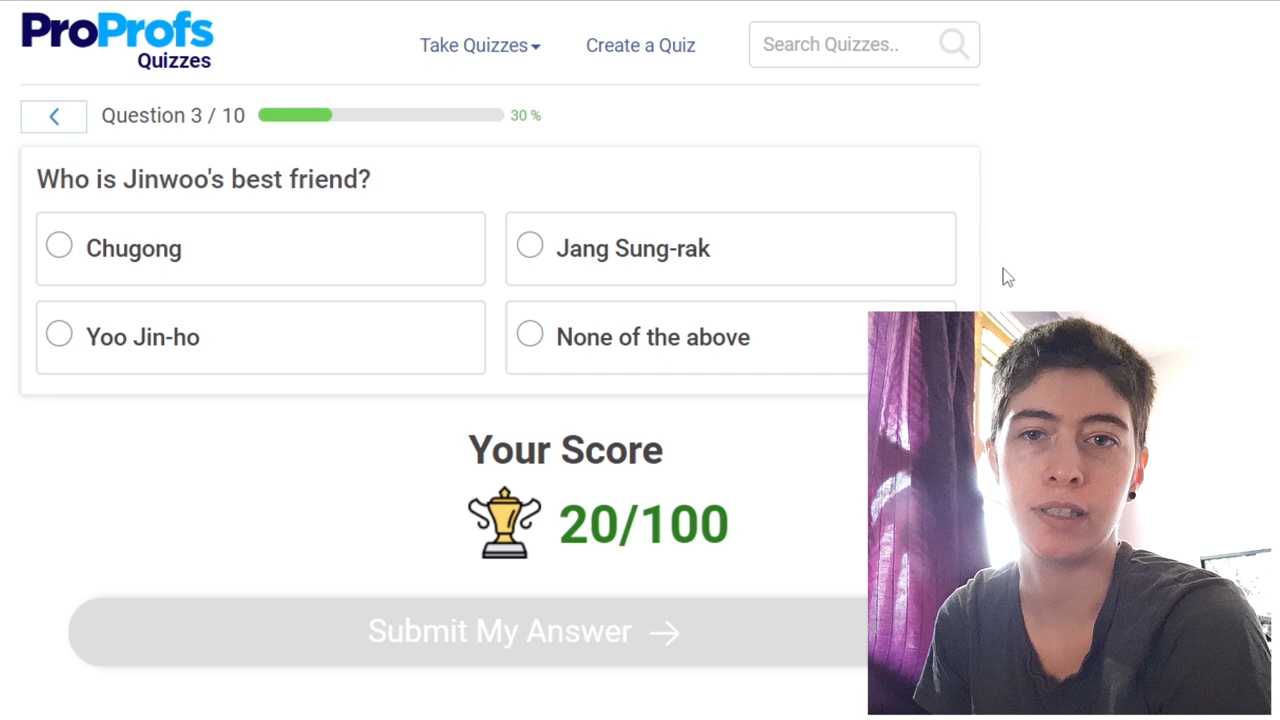 ProProfs
Quizzes
Take Quizzes
Create a Quiz
Search Quizzes..
Question 3 / 10
30 %
Who is Jinwoo's best friend?
Chugong
Jang Sung-rak
Yoo Jin-ho
None of the above
Your Score
20/100
Submit My Answer